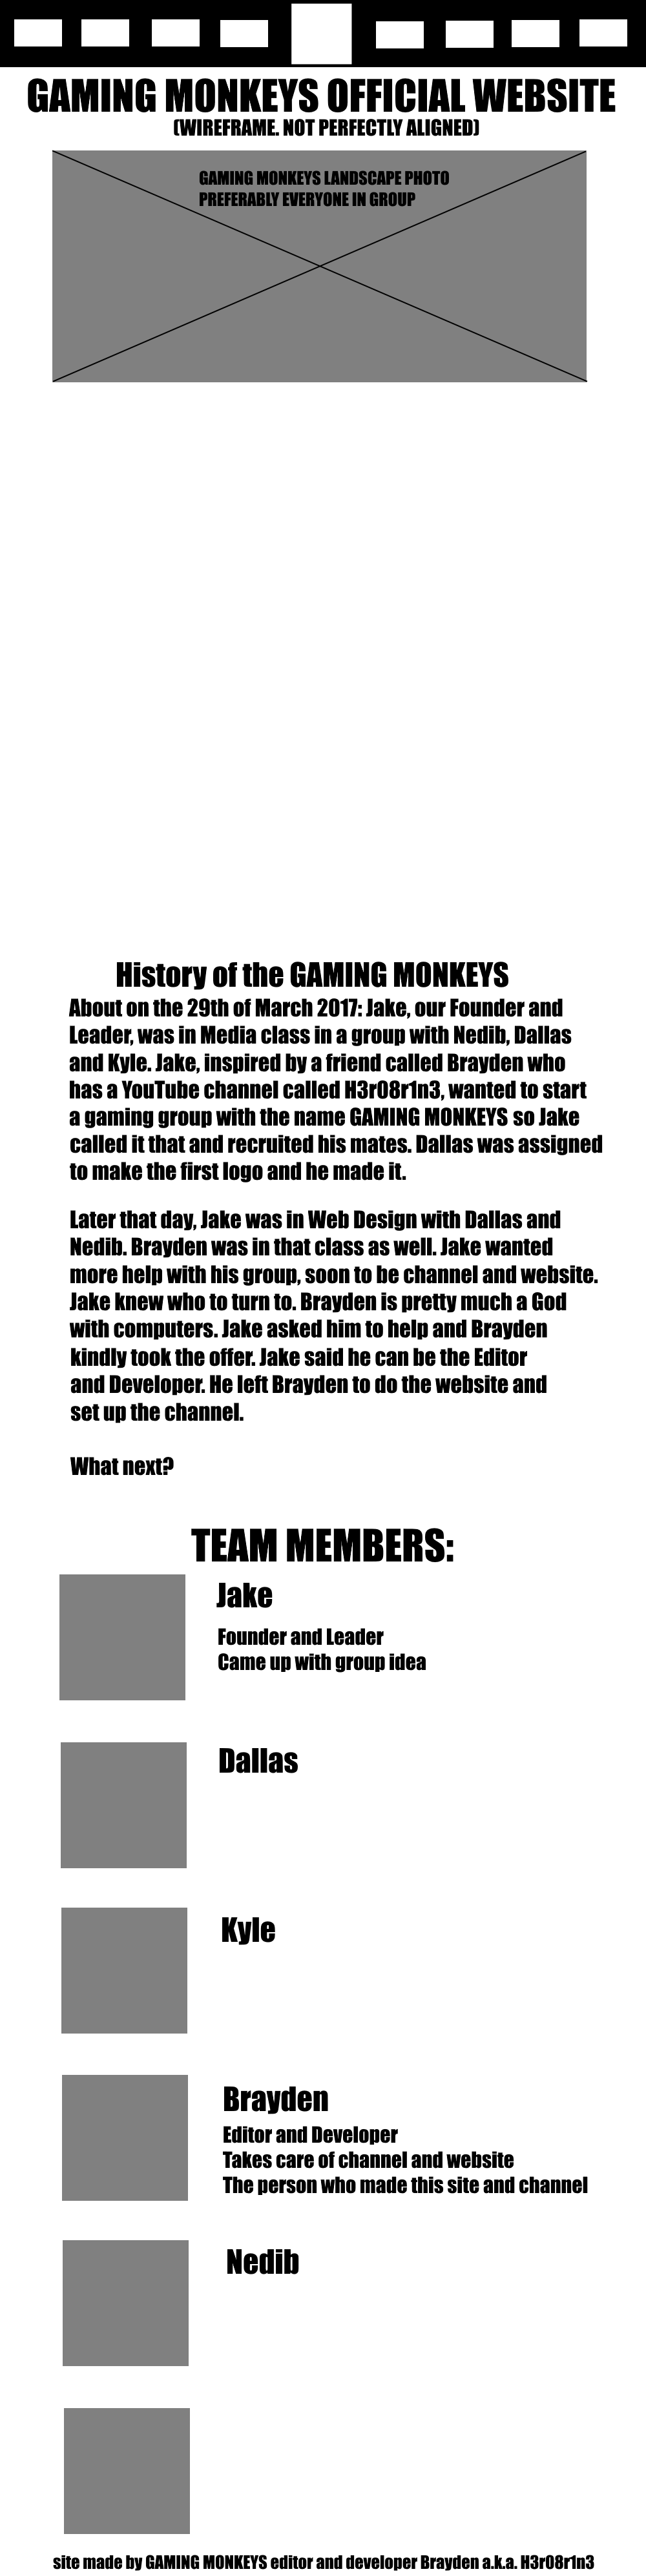 GAMING MONKEYS OFFICIAL WEBSITE
(WIREFRAME. NOT PERFECTLY ALIGNED)
GAMING MONKEYS LANDSCAPE PHOTO
PREFERABLY EVERYONE IN GROUP
History of the GAMING MONKEYS
About on the 29th of March 2017: Jake, our Founder and
Leader, was in Media class in a group with Nedib, Dallas
and Kyle. Jake, inspired by a friend called Brayden who
has a YouTube channel called H3r08r1n3, wanted to start
a gaming group with the name GAMING MONKEYS so Jake
called it that and recruited his mates. Dallas was assigned
to make the first logo and he made it.
Later that day, Jake was in Web Design with Dallas and
Nedib. Brayden was in that class as well. Jake wanted
more help with his group, soon to be channel and website.
Jake knew who to turn to. Brayden is pretty much a God
with computers. Jake asked him to help and Brayden
kindly took the offer. Jake said he can be the Editor
and Developer. He left Brayden to do the website and
set up the channel.
What next?
TEAM MEMBERS:
Jake
Founder and Leader
Came up with group idea
Dallas
Kyle
Brayden
Editor and Developer
Takes care of channel and website
The person who made this site and channel
Nedib
site made by GAMING MONKEYS editor and developer Brayden a.k.a. H3r08r1n3